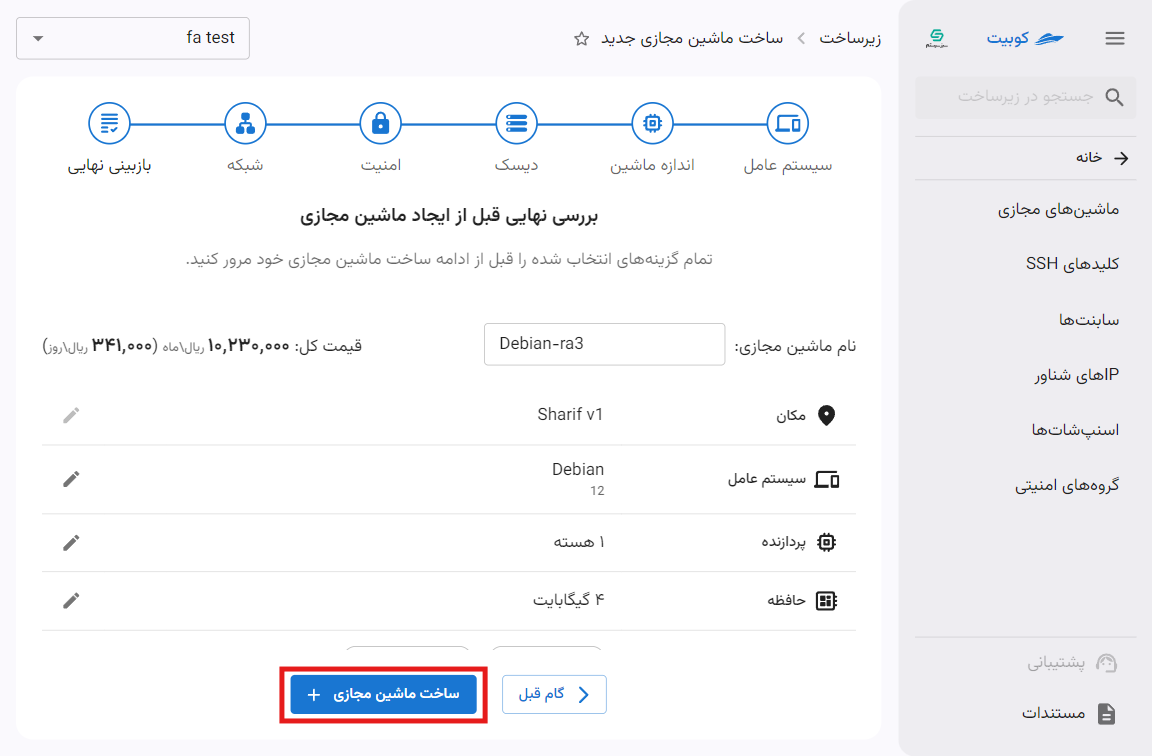 کوبیت
جستجو در زیرساخت
خانه
ماشین‌های مجازی
کلیدهای SSH
سابنت‌ها
IPهای شناور
اسنپ‌شات‌ها
گروه‌های امنیتی
پشتیبانی
مستندات
زیرساخت > ساخت ماشین مجازی جدید
fa test
سیستم عامل
اندازه ماشین
دیسک
امنیت
شبکه
بازبینی نهایی
بررسی نهایی قبل از ایجاد ماشین مجازی
تمام گزینه‌های انتخاب شده را قبل از ادامه ساخت ماشین مجازی خود مرور کنید.
نام ماشین مجازی: Debian-ra3
قیمت کل: ۱۰,۲۳۰,۰۰۰ ریال\ماه (۳۴۱,۰۰۰ ریال\روز)
مکان Sharif v1
سیستم عامل Debian
12
پردازنده ۱ هسته
حافظه ۴ گیگابایت
گام قبل
ساخت ماشین مجازی +